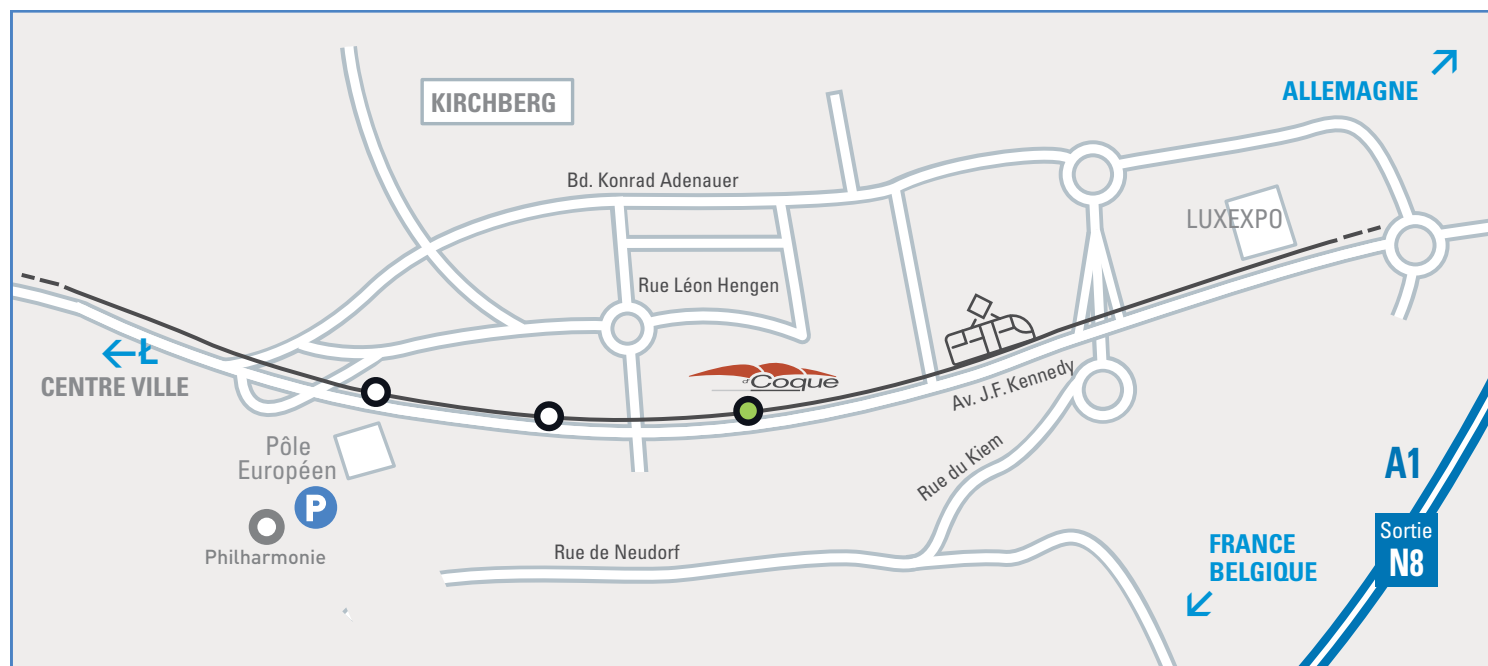 KIRCHBERG
ALLEMAGNE
Bd. Konrad Adenauer
LUXEXPO
Rue Léon Hengen
CENTRE VILLE
d'Coque
Av. J.F. Kennedy
Pôle
Européen
P
Philharmonie
Rue du Kiem
Rue de Neudorf
A1
Sortie
N8
FRANCE
BELGIQUE